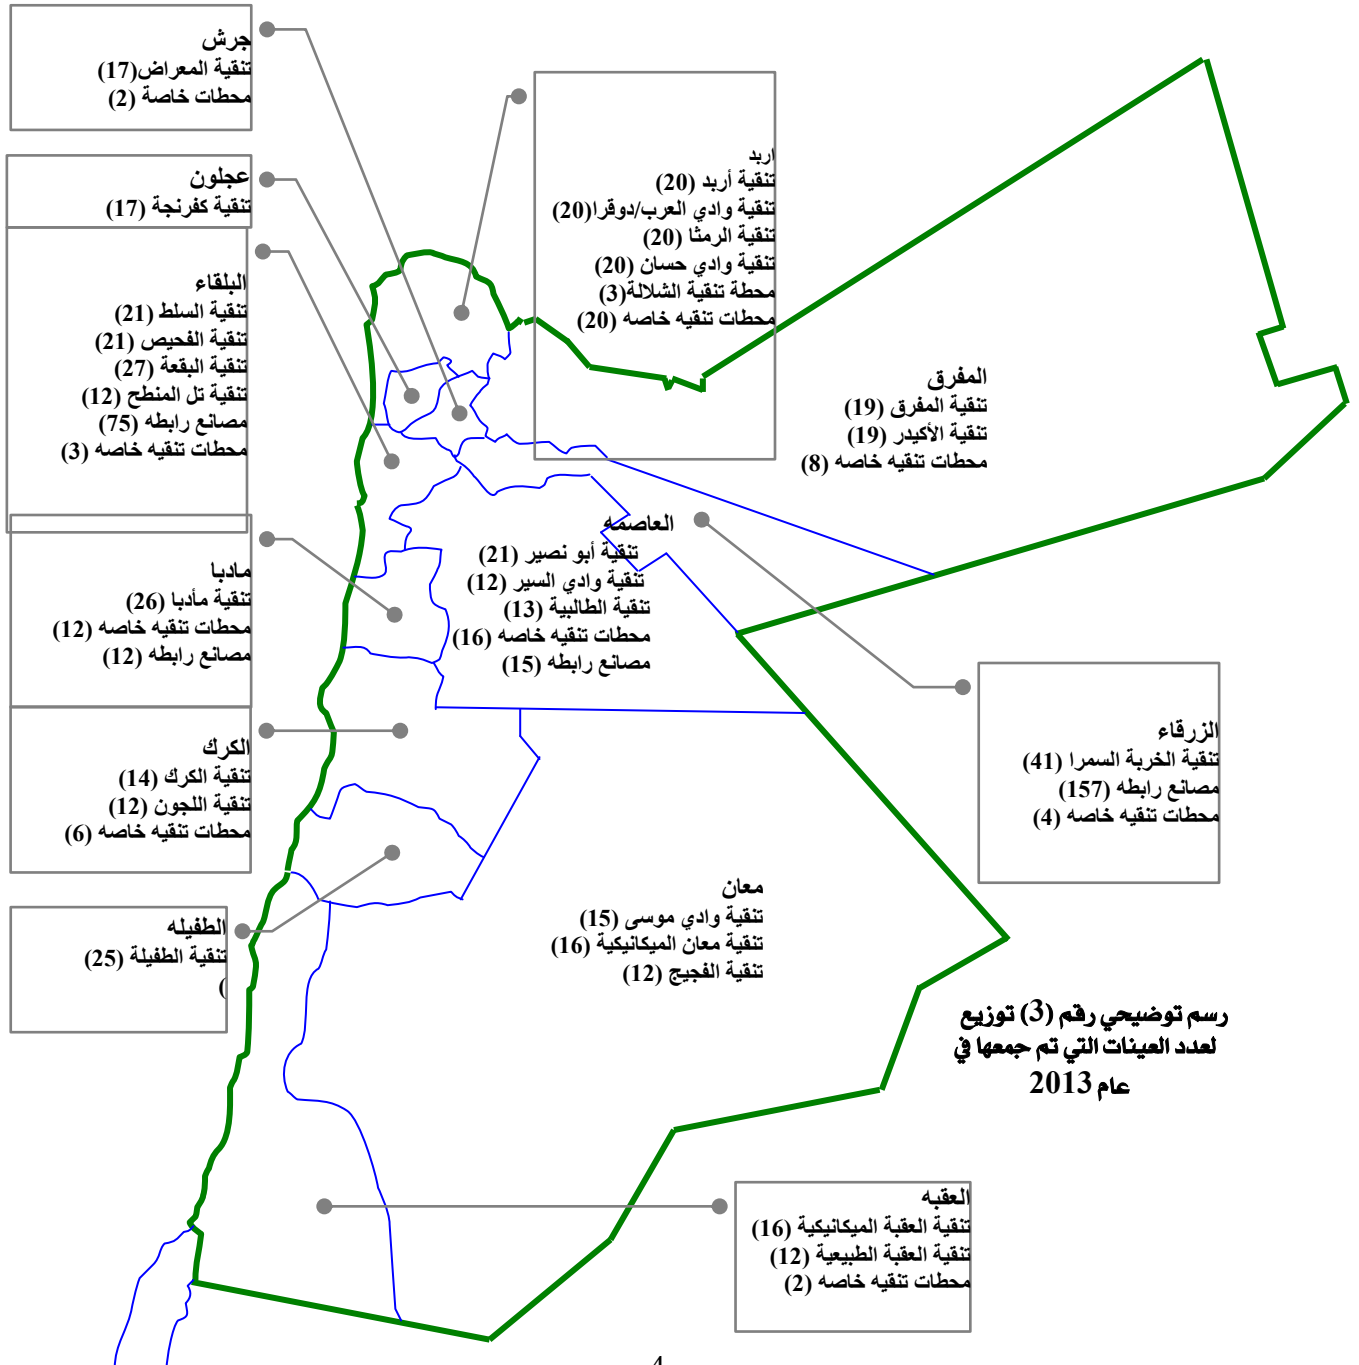 جرش
تنقية المعراض(17)
محطات خاصة (2)
عجلون
تنقية كفرنجة (17)
البلقاء
تنقية السلط (21)
تنقية الفحيص (21)
تنقية البقعة (27)
تنقية تل المنطح (12)
مصانع رابطه (75)
محطات تنقيه خاصه (3)
مادبا
تنقية مأدبا (26)
محطات تنقيه خاصه (12)
مصانع رابطه (12)
الكرك
تنقية الكرك (14)
تنقية اللجون (12)
محطات تنقيه خاصه (6)
الطفيله
تنقية الطفيلة (25)
(
اربد
تنقية أربد (20)
تنقية وادي العرب/دوقرا(20)
تنقية الرمثا (20)
تنقية وادي حسان (20)
محطة تنقية الشلالة(3)
محطات تنقيه خاصه (20)
المفرق
تنقية المفرق (19)
تنقية الأكيدر (19)
محطات تنقيه خاصه (8)
العاصمه
تنقية أبو نصير (21)
تنقية وادي السير (12)
تنقية الطالبية (13)
محطات تنقيه خاصه (16)
مصانع رابطه (15)
الزرقاء
تنقية الخربة السمرا (41)
مصانع رابطه (157)
محطات تنقيه خاصه (4)
معان
تنقية وادي موسى (15)
تنقية معان الميكانيكية (16)
تنقية الفجيج (12)
رسم توضيحي رقم (3) توزيع
لعدد العينات التي تم جمعها في
عام 2013
العقبه
تنقية العقبة الميكانيكية (16)
تنقية العقبة الطبيعية (12)
محطات تنقيه خاصه (2)
4